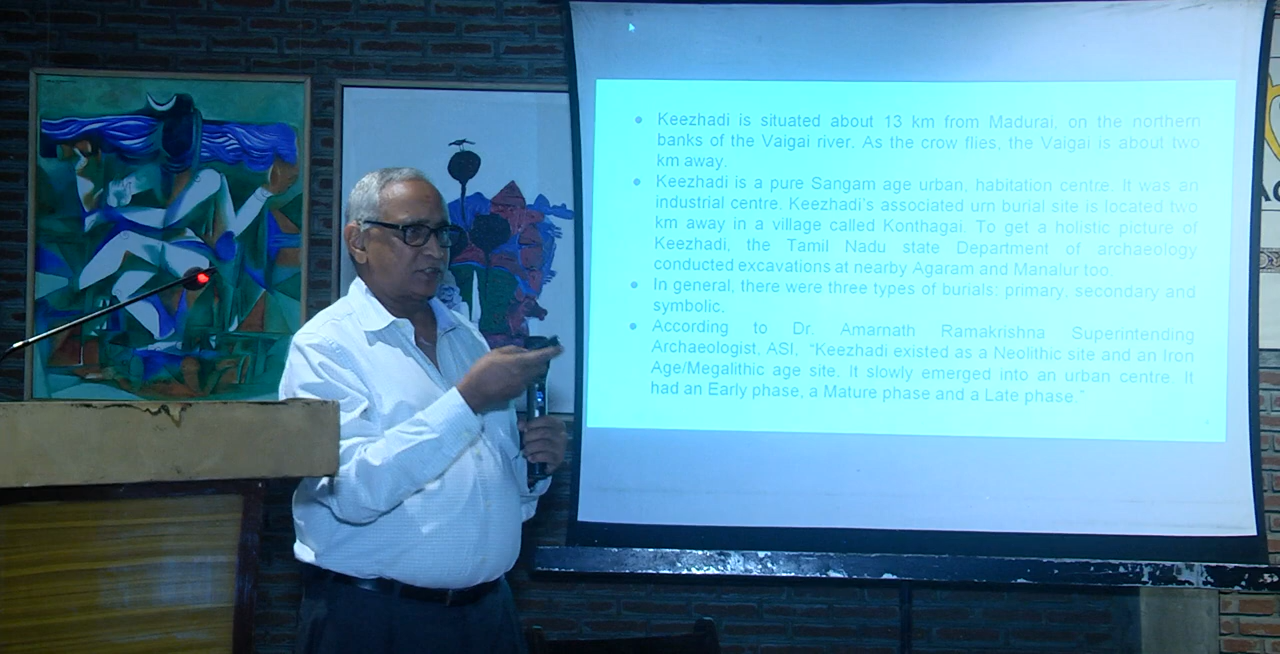 Keezhadi is situated about 13 km from Madurai, on the northern
banks of the Vaigai river. As the crow flies, the Vaigai is about two
km away.
Keezhadi is a pure Sangam age urban, habitation centre. It was an
industrial centre. Keezhadi's associated urn burial site is located two
km away in a village called Konthagai. To get a holistic picture of
Keezhadi, the Tamil Nadu state Department of archaeology
conducted excavations at nearby Agaram and Manalur too.
In general, there were three types of burials: primary, secondary and
symbolic.
According to Dr. Amarnath Ramakrishna Superintending
Archaeologist, ASI, "Keezhadi existed as a Neolithic site and an Iron
Age/Megalithic age site. It slowly emerged into an urban centre. It
had an Early phase, a Mature phase and a Late phase."